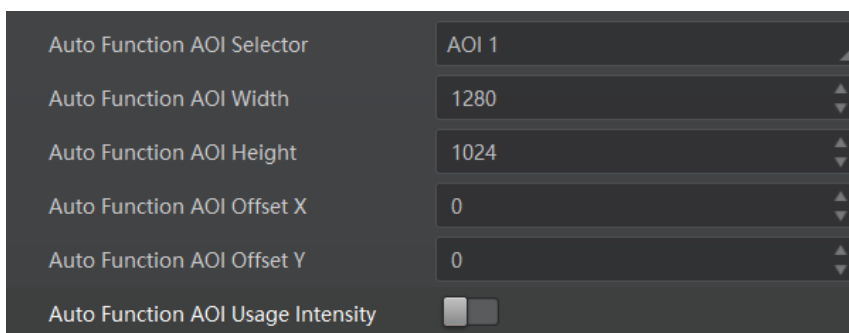 Auto Function AOI Selector AOI 1
Auto Function AOI Width 1280
Auto Function AOI Height 1024
Auto Function AOI Offset X 0
Auto Function AOI Offset Y 0
Auto Function AOI Usage Intensity